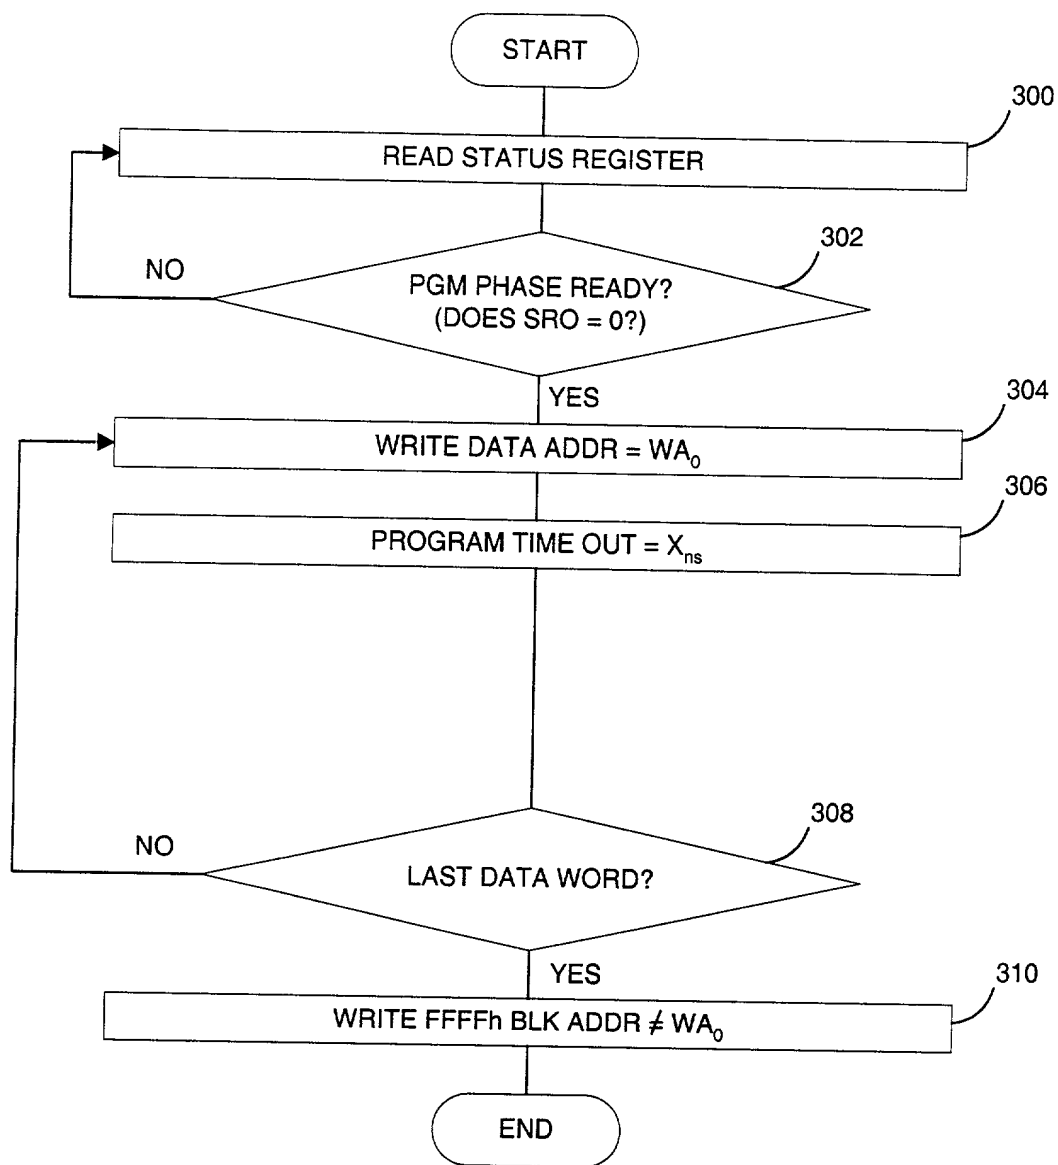 START
300
READ STATUS REGISTER
302
NO
PGM PHASE READY?
(DOES SRO = 0?)
YES
304
WRITE DATA ADDR = WA0
306
PROGRAM TIME OUT = Xns
308
NO
LAST DATA WORD?
YES
310
WRITE FFFFh BLK ADDR ≠ WA0
END